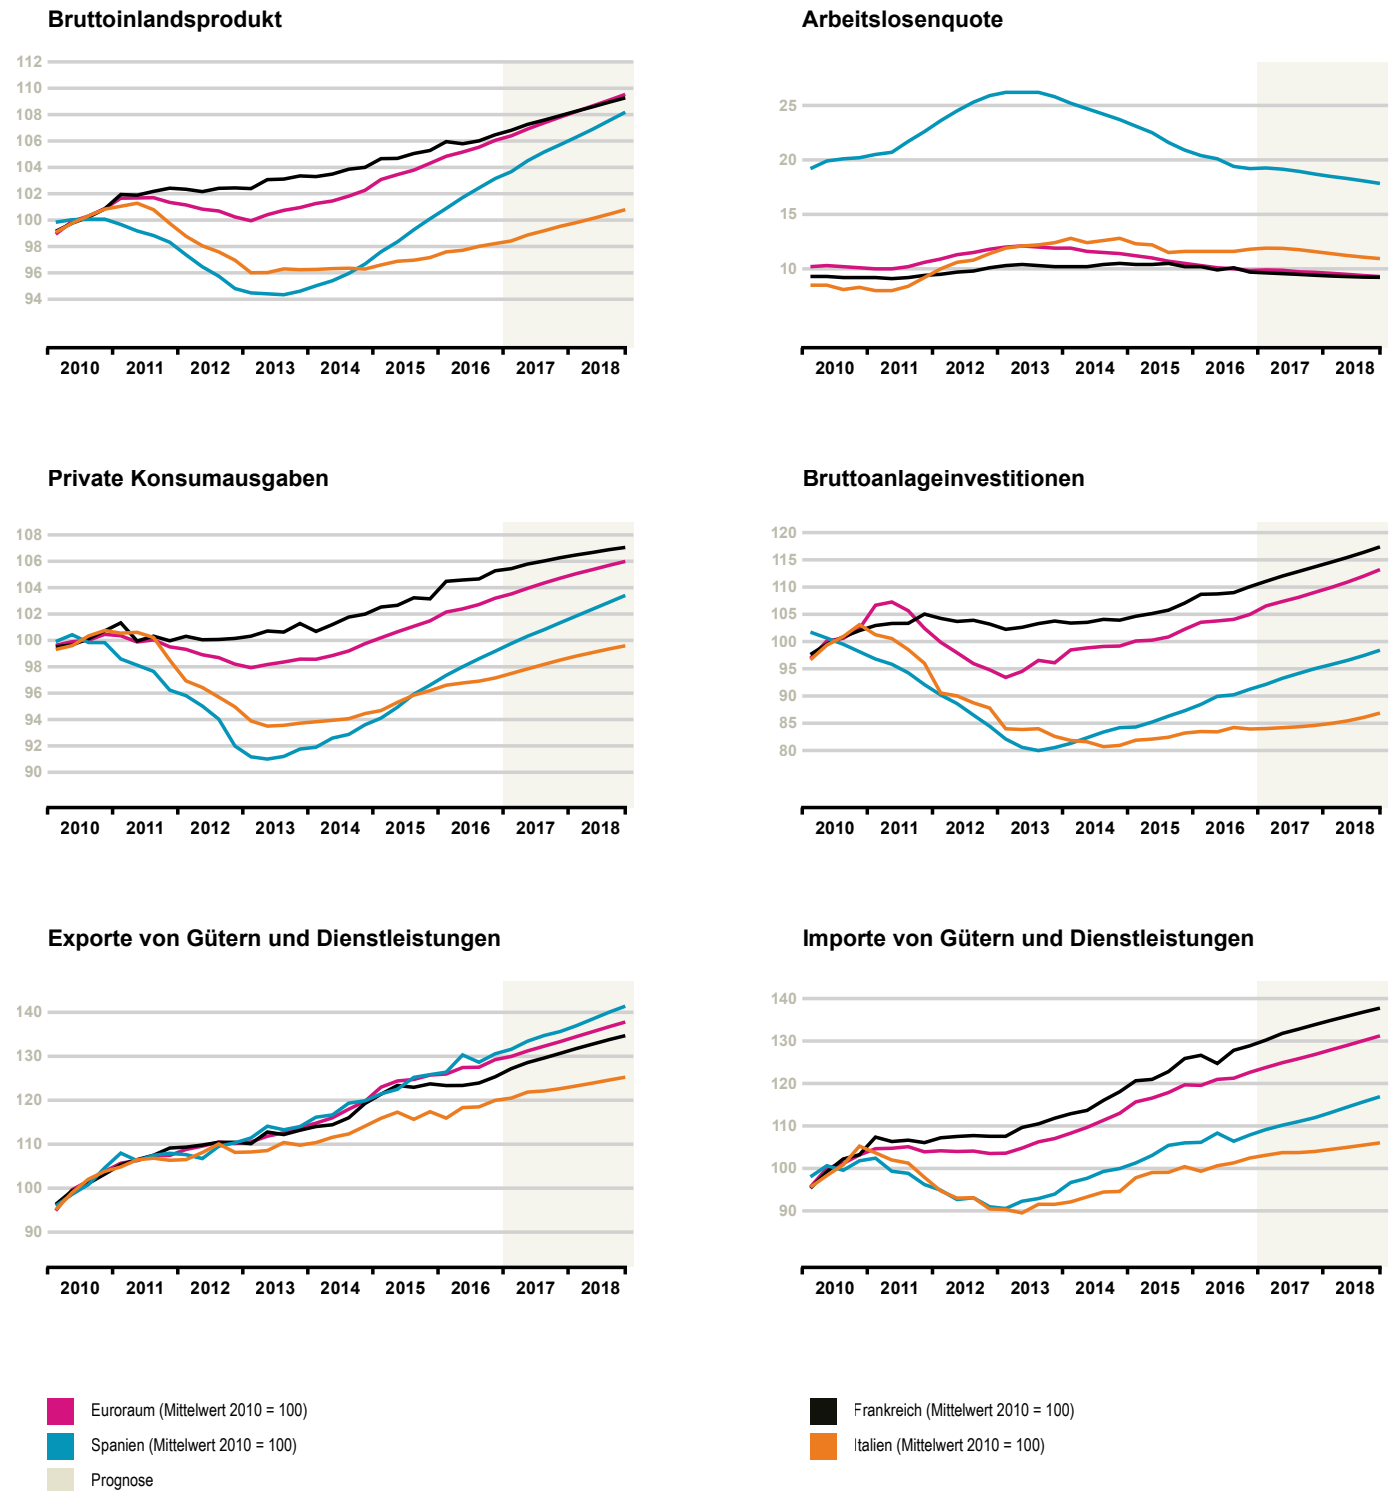 Bruttoinlandsprodukt
112
110
108
106
104
102
100
98
96
94
2010 2011 2012 2013 2014 2015 2016 2017 2018
Arbeitslosenquote
25
20
15
10
2010 2011 2012 2013 2014 2015 2016 2017 2018
Private Konsumausgaben
108
106
104
102
100
98
96
94
92
90
2010 2011 2012 2013 2014 2015 2016 2017 2018
Bruttoanlageinvestitionen
120
115
110
105
100
95
90
85
80
2010 2011 2012 2013 2014 2015 2016 2017 2018
Exporte von Gütern und Dienstleistungen
140
130
120
110
100
90
2010 2011 2012 2013 2014 2015 2016 2017 2018
Importe von Gütern und Dienstleistungen
140
130
120
110
100
90
2010 2011 2012 2013 2014 2015 2016 2017 2018
Euroraum (Mittelwert 2010 = 100)
Spanien (Mittelwert 2010 = 100)
Prognose
Frankreich (Mittelwert 2010 = 100)
Italien (Mittelwert 2010 = 100)